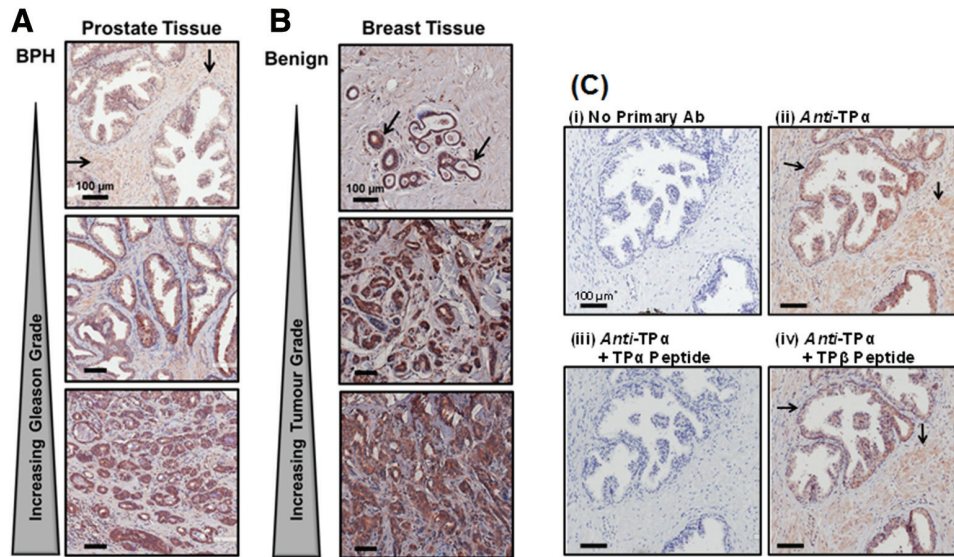 A
Prostate Tissue
BPH
100 µm
Increasing Gleason Grade
B
Breast Tissue
Benign
100 µm
Increasing Tumour Grade
(C)
(i) No Primary Ab
100 µm
(ii) Anti-TPα
(iii) Anti-TPα
+ TPα Peptide
(iv) Anti-TPα
+ TPβ Peptide